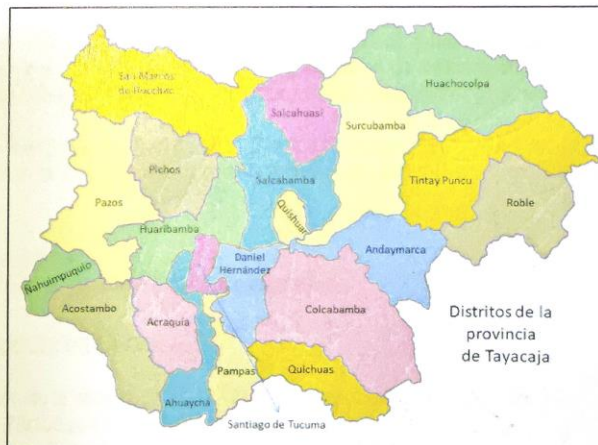 San Marcos
de Rocchac
Salcahuasi
Huachocolpa
Surcubamba
Pichos
Salcabamba
Tintay Puncu
Pazos
Quishuar
Roble
Huaribamba
Daniel
Hernández
Andaymarca
Ñahuimpuquio
Acostambo
Acraquia
Colcabamba
Distritos de la
provincia
de Tayacaja
Pampas
Quichuas
Ahuaycha
Santiago de Tucuma